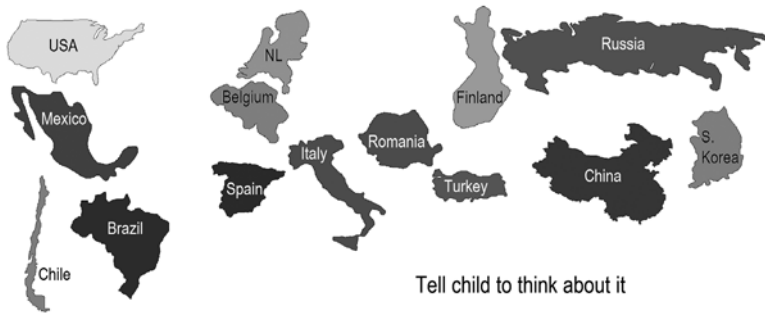 USA
NL
Russia
Belgium
Finland
Mexico
Romania
S.
Korea
Italy
Spain
Turkey
China
Brazil
Chile
Tell child to think about it